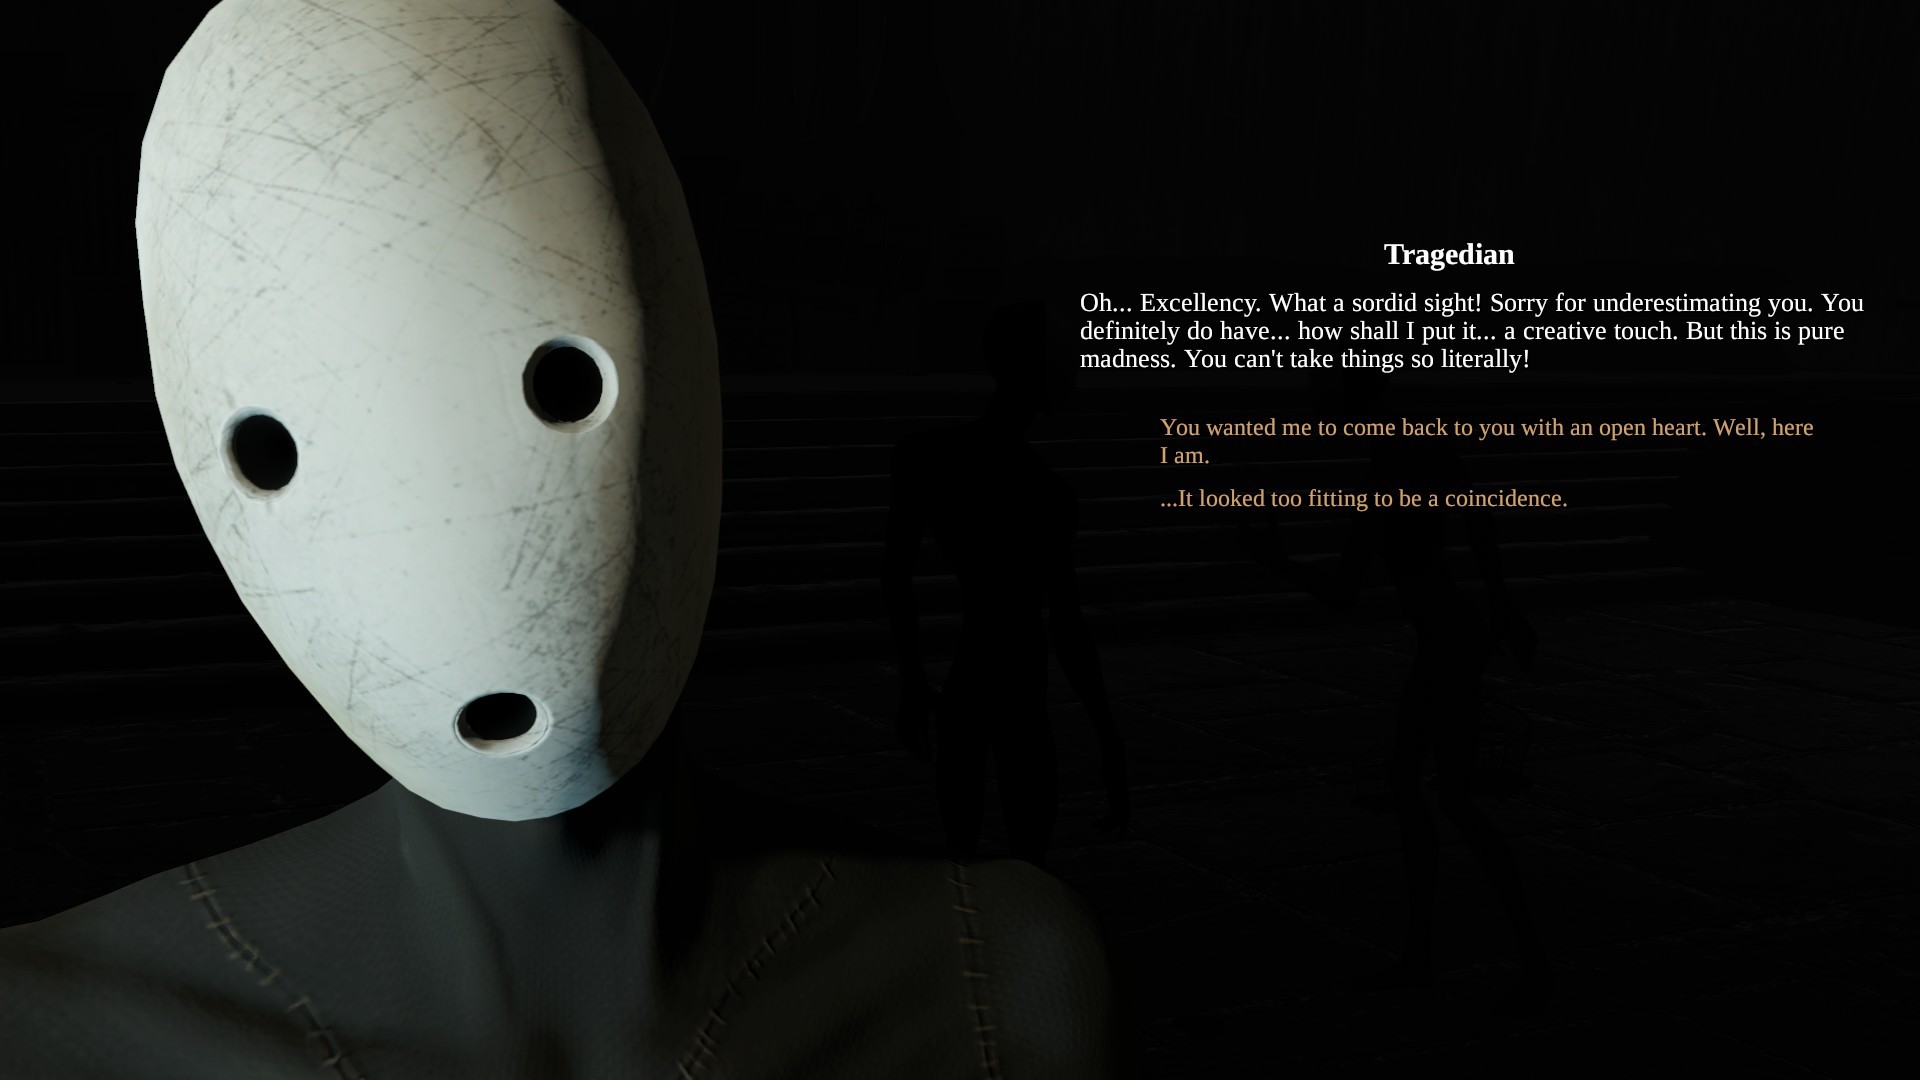 Tragedian
Oh... Excellency. What a sordid sight! Sorry for underestimating you. You
definitely do have... how shall I put it... a creative touch. But this is pure
madness. You can't take things so literally!
You wanted me to come back to you with an open heart. Well, here
I am.
...It looked too fitting to be a coincidence.